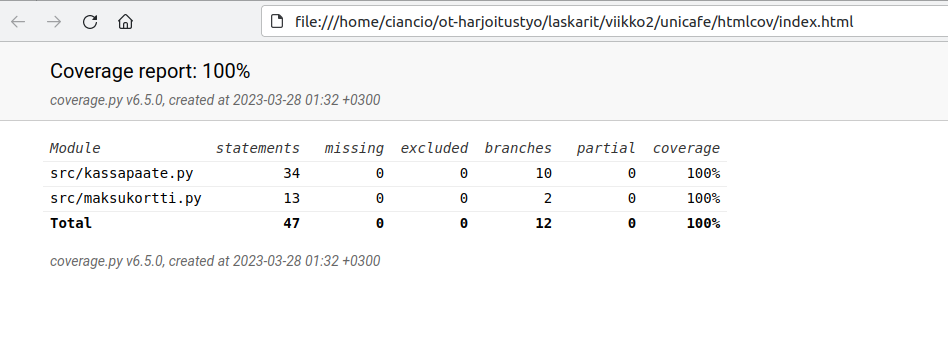 file:///home/ciancio/ot-harjoitustyo/laskarit/viikko2/unicafe/htmlcov/index.html
Coverage report: 100%
coverage.py v6.5.0, created at 2023-03-28 01:32 +0300
Module statements missing excluded branches partial coverage
src/kassapaate.py 34 0 0 10 0 100%
src/maksukortti.py 13 0 0 2 0 100%
Total 47 0 0 12 0 100%
coverage.py v6.5.0, created at 2023-03-28 01:32 +0300